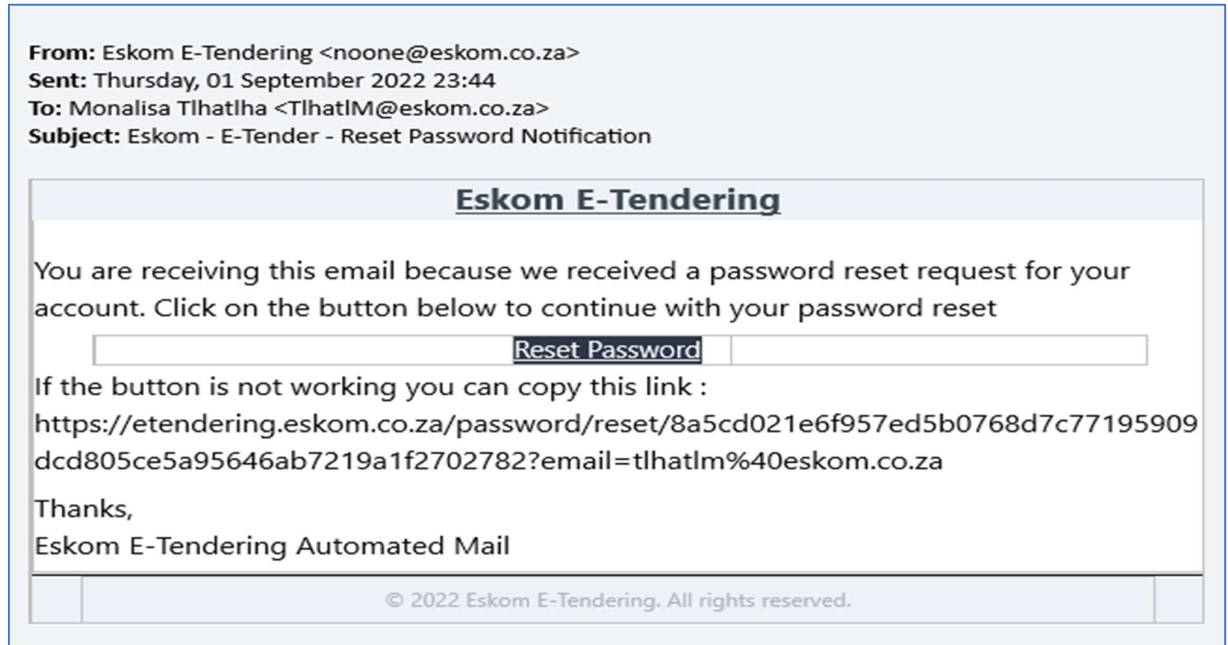 From: Eskom E-Tendering <noone@eskom.co.za>
Sent: Thursday, 01 September 2022 23:44
To: Monalisa Tlhatlha <TlhatlM@eskom.co.za>
Subject: Eskom - E-Tender - Reset Password Notification
Eskom E-Tendering
You are receiving this email because we received a password reset request for your
account. Click on the button below to continue with your password reset
Reset Password
If the button is not working you can copy this link :
https://etendering.eskom.co.za/password/reset/8a5cd021e6f957ed5b0768d7c77195909
dcd805ce5a95646ab7219a1f2702782?email=tlhatlm%40eskom.co.za
Thanks,
Eskom E-Tendering Automated Mail
© 2022 Eskom E-Tendering. All rights reserved.